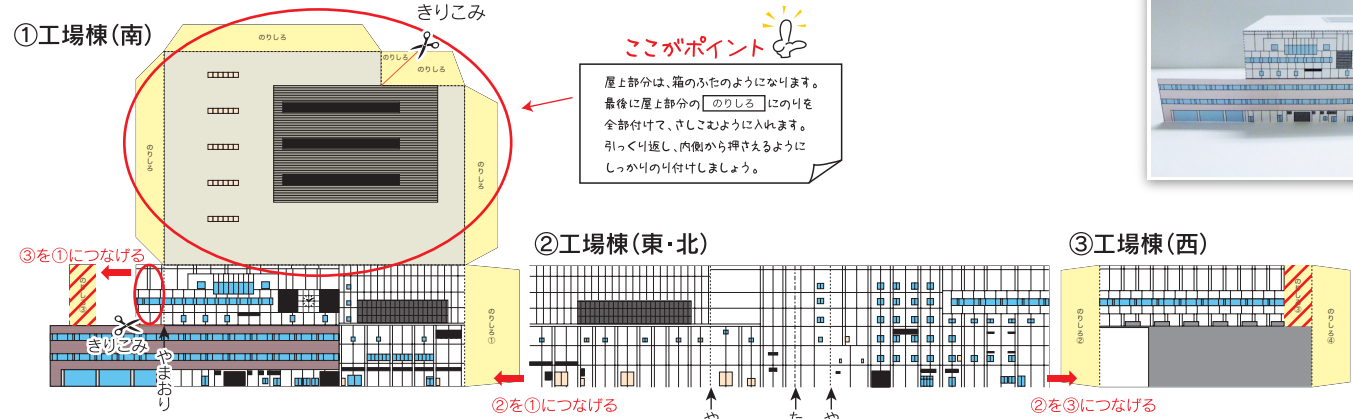 ①工場棟(南)
きりこみ
のりしろ
のりしろ
のりしろ
のりしろ
のりしろ
ここがポイント
屋上部分は、箱のふたのようになります。
最後に屋上部分の のりしろ にのりを
全部付けて、さしこむように入れます。
引っくり返し、内側から押さえるように
しっかりのり付けしましょう。
③を①につなげる
きりこみ
やまおり
のりしろ①
②工場棟(東・北)
②を①につなげる
や
た
や
②を③につなげる
③工場棟(西)
のりしろ②
のりしろ④